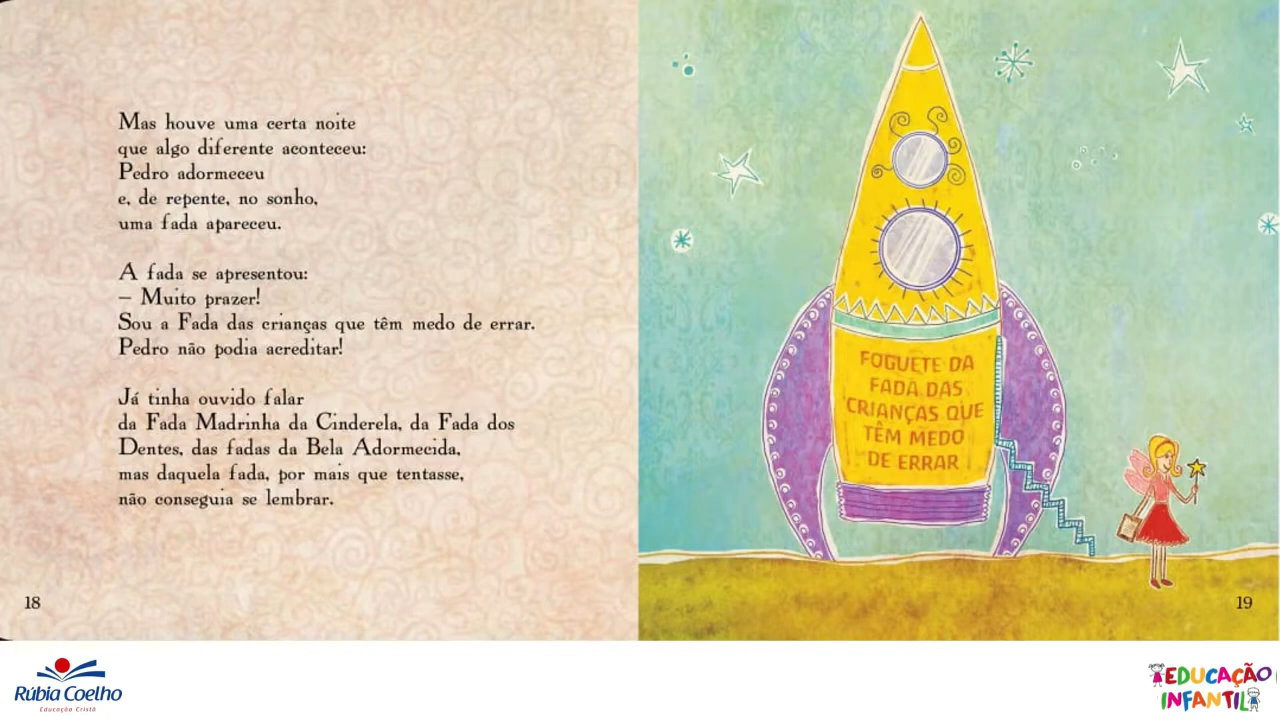 Mas houve uma certa noite
que algo diferente aconteceu:
Pedro adormeceu
e, de repente, no sonho,
uma fada apareceu.
A fada se apresentou:
– Muito prazer!
Sou a Fada das crianças que têm medo de errar.
Pedro não podia acreditar!
Já tinha ouvido falar
da Fada Madrinha da Cinderela, da Fada dos
Dentes, das fadas da Bela Adormecida,
mas daquela fada, por mais que tentasse,
não conseguia se lembrar.
18
FOGUETE DA
FADA DAS
CRIANÇAS QUE
TÊM MEDO
DE ERRAR
19
Rúbia Coelho
Educação Cristã
EDUCAÇÃO
INFANTIL